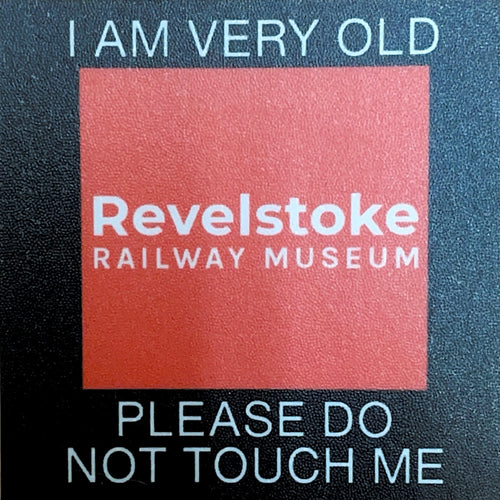 I AM VERY OLD
Revelstoke
RAILWAY MUSEUM
PLEASE DO
NOT TOUCH ME